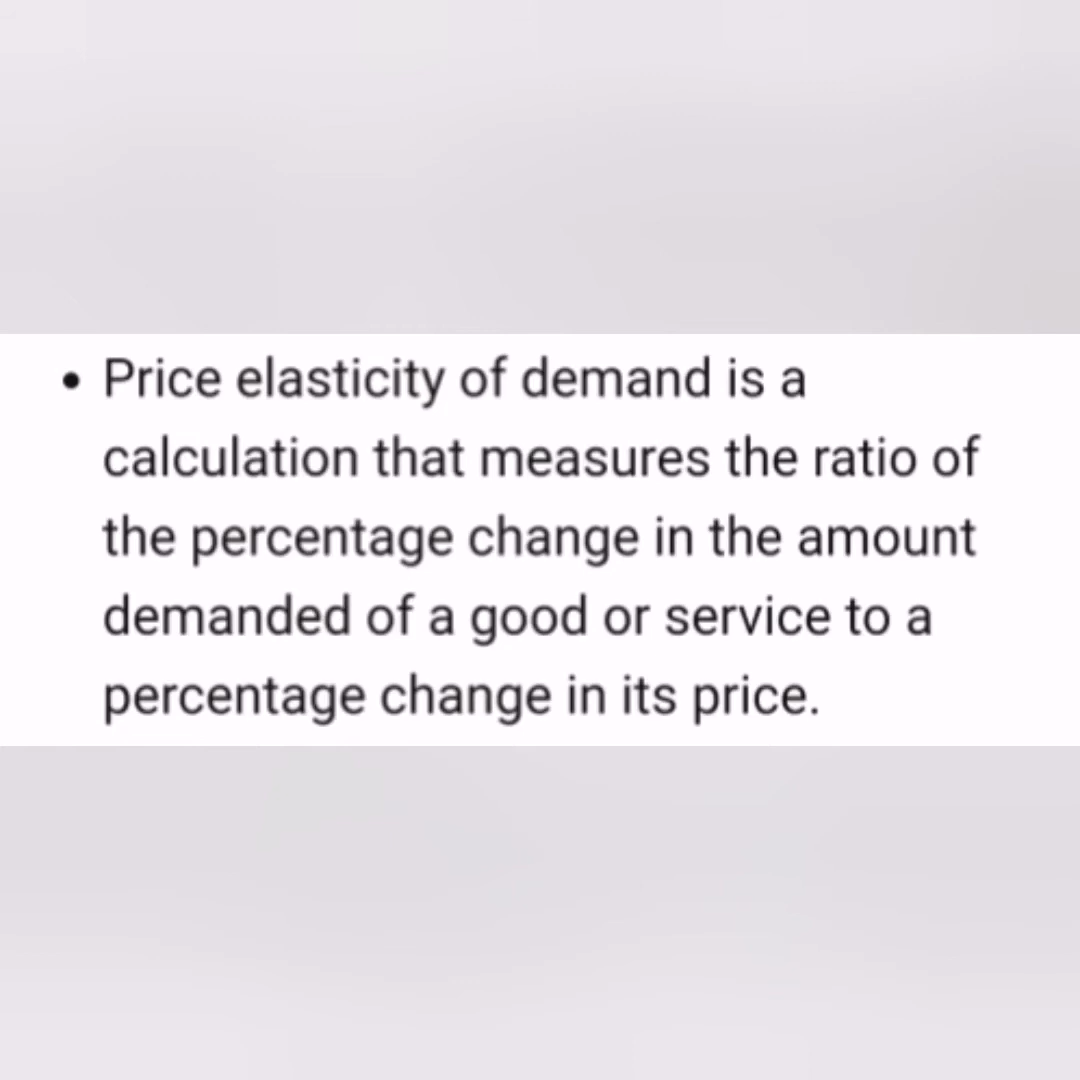 • Price elasticity of demand is a
calculation that measures the ratio of
the percentage change in the amount
demanded of a good or service to a
percentage change in its price.